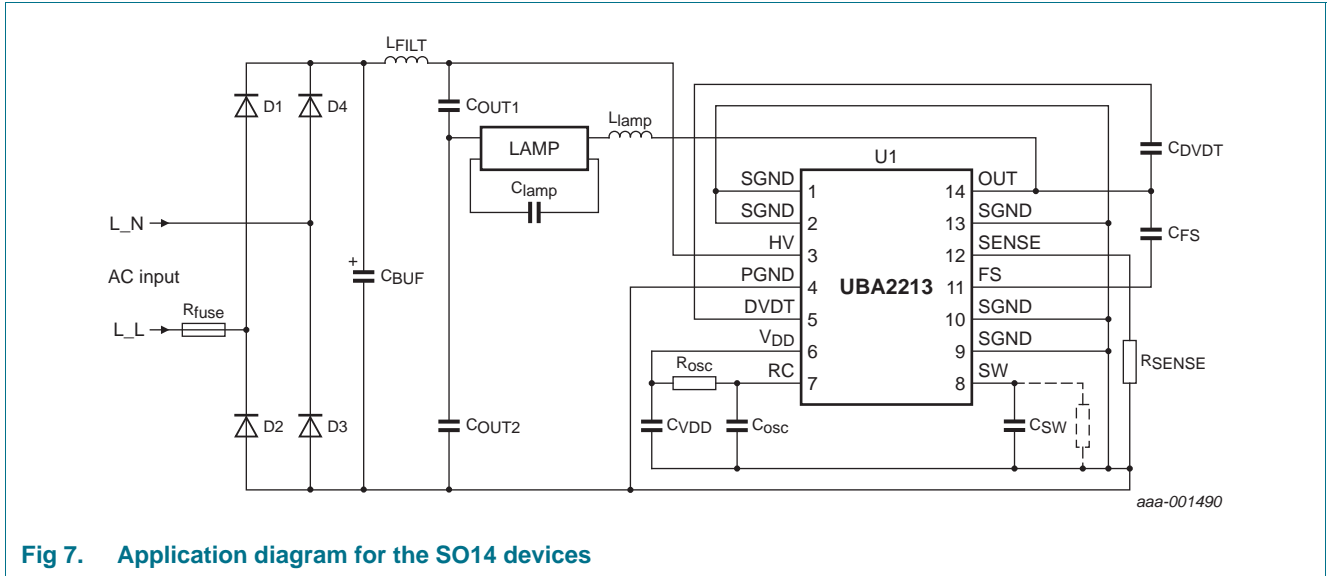 LFILT
D1
D4
COUT1
Llamp
LAMP
Clamp
CDVDT
U1
SGND 1
SGND 2
HV 3
PGND 4
DVDT 5
VDD 6
RC 7
UBA2213
14 OUT
13 SGND
12 SENSE
11 FS
10 SGND
9 SGND
8 SW
CFS
L_N
AC input
L_L
Rfuse
+
CBUF
Rosc
RSENSE
D2
D3
COUT2
CVDD
Cosc
CSW
aaa-001490
Fig 7. Application diagram for the SO14 devices